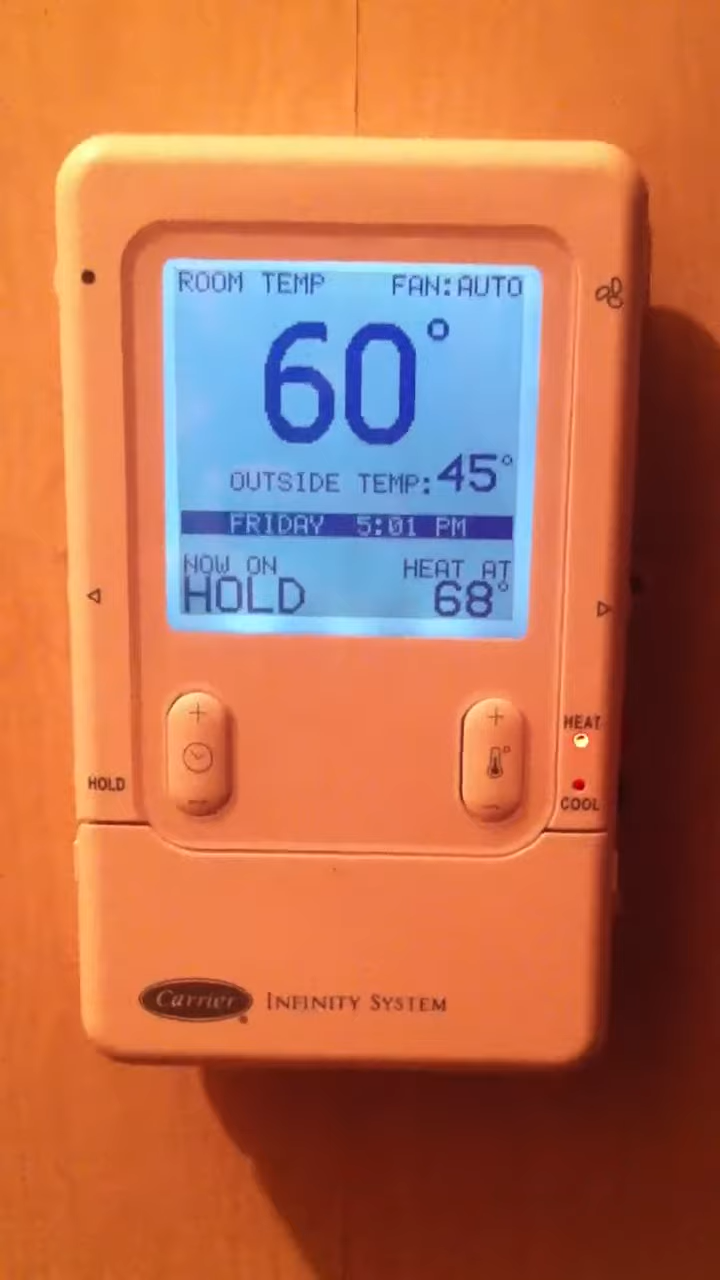 ROOM TEMP FAN:AUTO
60°
OUTSIDE TEMP:45°
FRIDAY 5:01 PM
NOW ON HEAT AT
HOLD 68°
+ +
HEAT
HOLD
- -
COOL
Carrier INFINITY SYSTEM